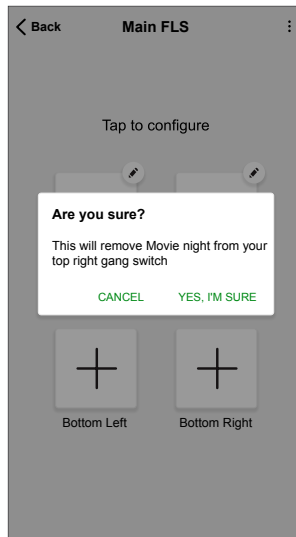 Back
Main FLS
Tap to configure
Are you sure?
This will remove Movie night from your
top right gang switch
CANCEL
YES, I'M SURE
Bottom Left
Bottom Right